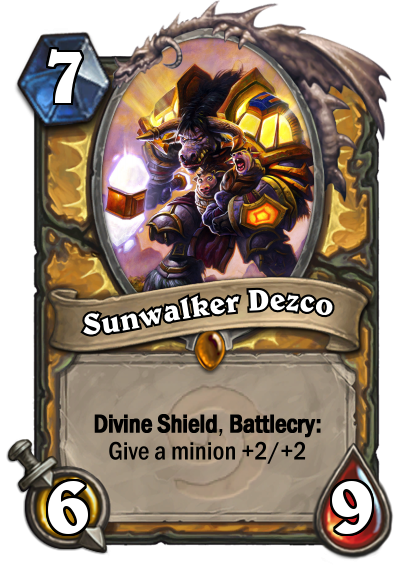 7
Sunwalker Dezco
Divine Shield, Battlecry:
Give a minion +2/+2
6
9